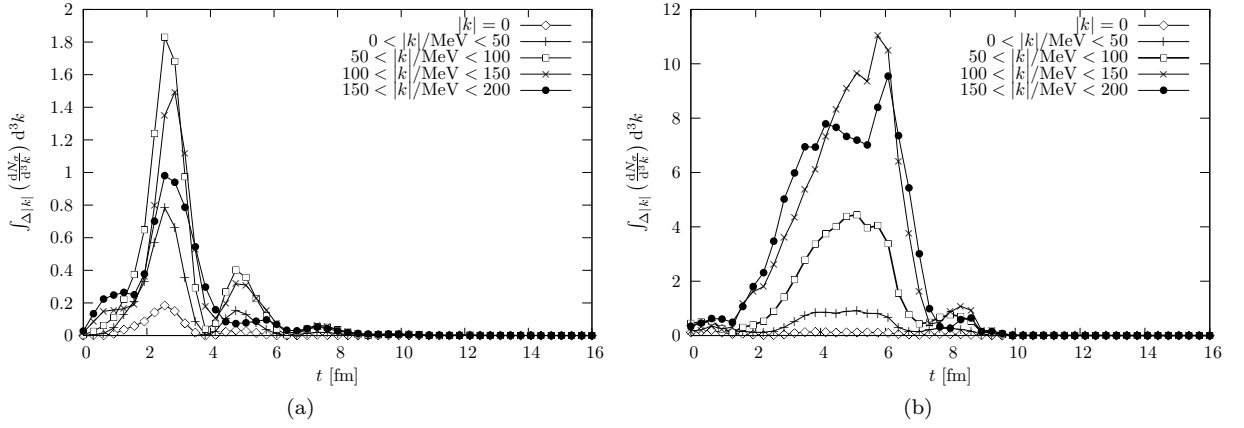 ∫Δ|k| (dNσ/d³k) d³k
2
1.8
1.6
1.4
1.2
1
0.8
0.6
0.4
0.2
0
0 2 4 6 8 10 12 14 16
t [fm]
|k| = 0
0 < |k|/MeV < 50
50 < |k|/MeV < 100
100 < |k|/MeV < 150
150 < |k|/MeV < 200
(a)
∫Δ|k| (dNσ/d³k) d³k
12
10
8
6
4
2
0
0 2 4 6 8 10 12 14 16
t [fm]
|k| = 0
0 < |k|/MeV < 50
50 < |k|/MeV < 100
100 < |k|/MeV < 150
150 < |k|/MeV < 200
(b)